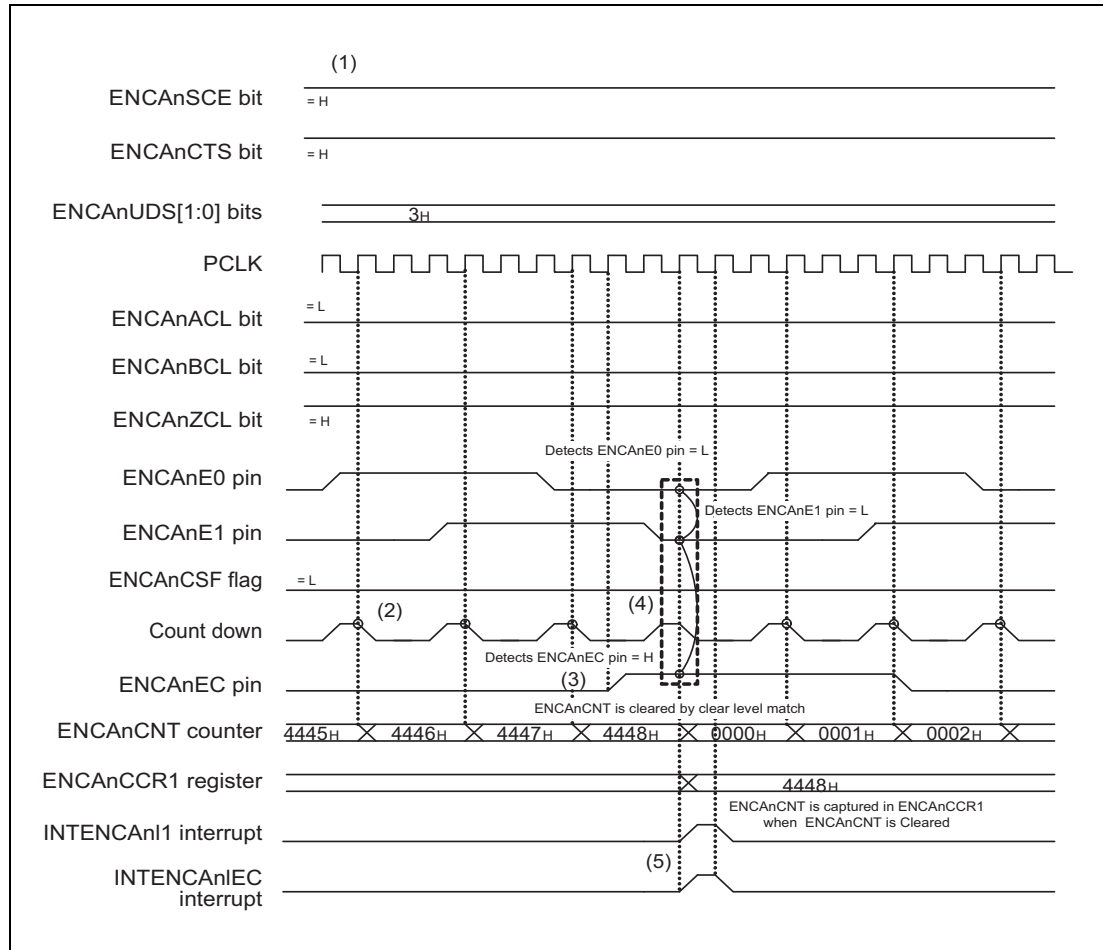 (1)
ENCAnSCE bit
= H
ENCAnCTS bit
= H
ENCAnUDS[1:0] bits
3H
PCLK
ENCAnACL bit
= L
ENCAnBCL bit
= L
ENCAnZCL bit
= H
Detects ENCAnE0 pin = L
ENCAnE0 pin
Detects ENCAnE1 pin = L
ENCAnE1 pin
ENCAnCSF flag
= L
(2)
(4)
Count down
Detects ENCAnEC pin = H
(3)
ENCAnEC pin
ENCAnCNT is cleared by clear level match
ENCAnCNT counter
4445H 4446H 4447H 4448H 0000H 0001H 0002H
ENCAnCCR1 register
4448H
ENCAnCNT is captured in ENCAnCCR1
when ENCAnCNT is Cleared
INTENCAnI1 interrupt
(5)
INTENCAnIEC
interrupt